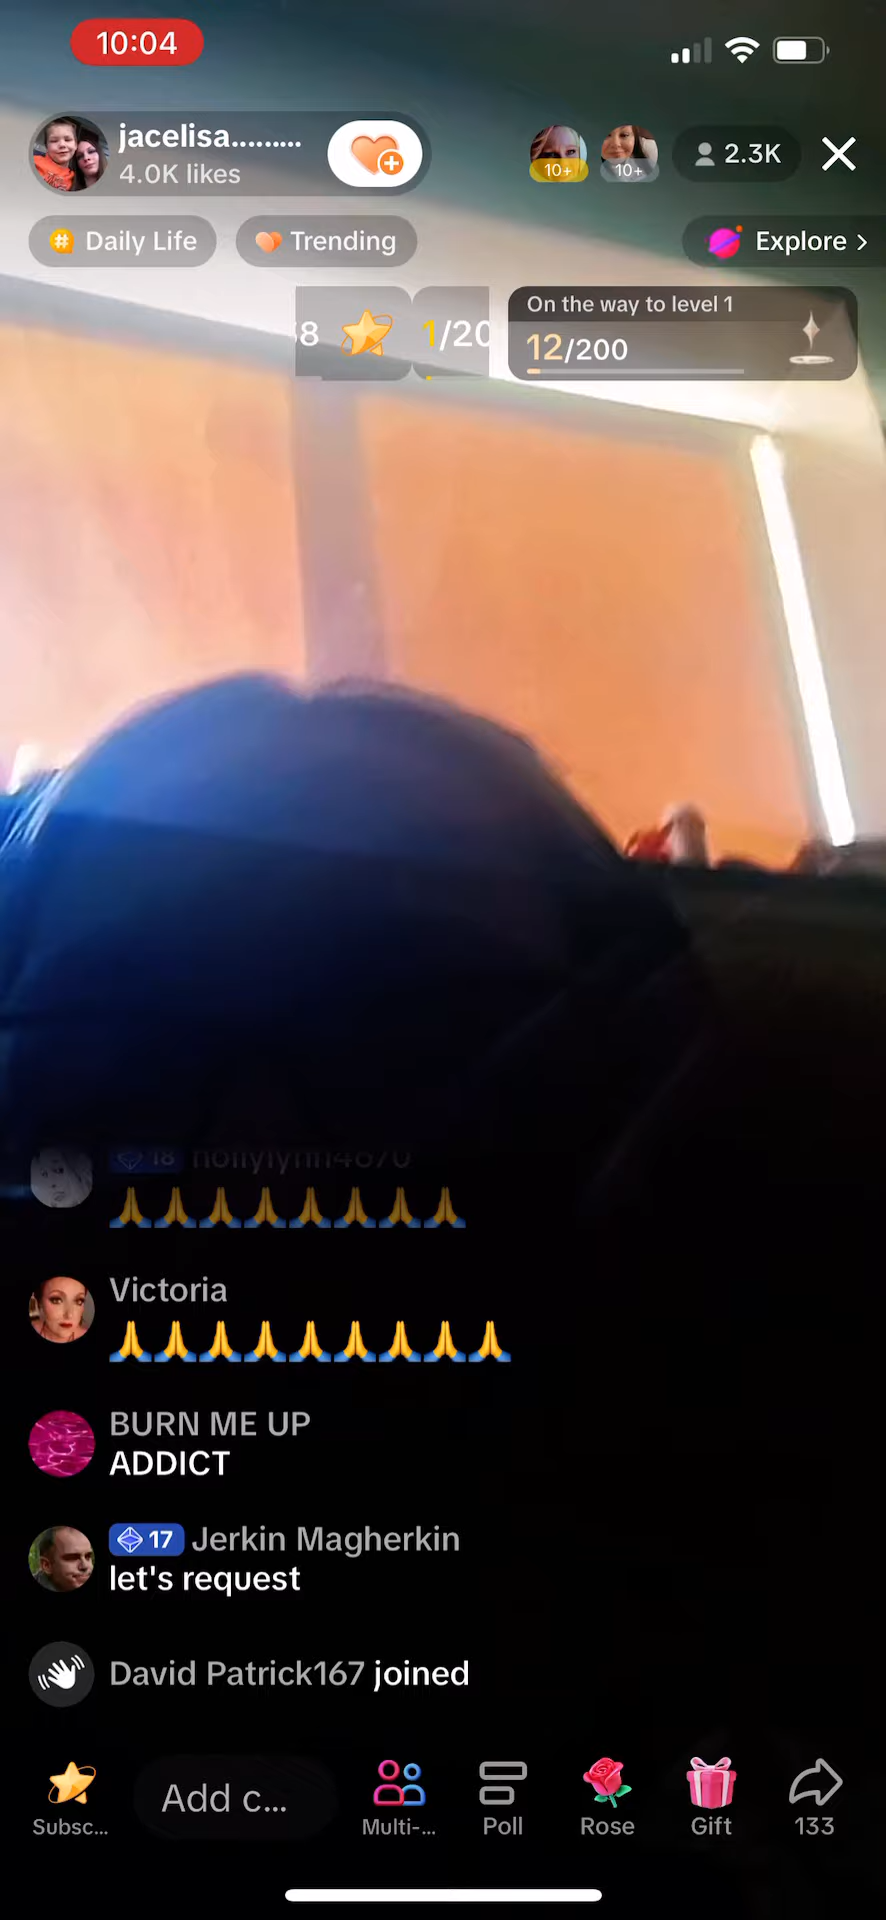 10:04
jacelisa.........
4.0K likes
10+
10+
2.3K
Daily Life
Trending
Explore >
8
1/20
On the way to level 1
12/200
18 hollylynn4670
🙏🙏🙏🙏🙏🙏🙏🙏
Victoria
🙏🙏🙏🙏🙏🙏🙏🙏🙏
BURN ME UP
ADDICT
17 Jerkin Magherkin
let's request
David Patrick167 joined
Add c...
Subsc...
Multi-...
Poll
Rose
Gift
133